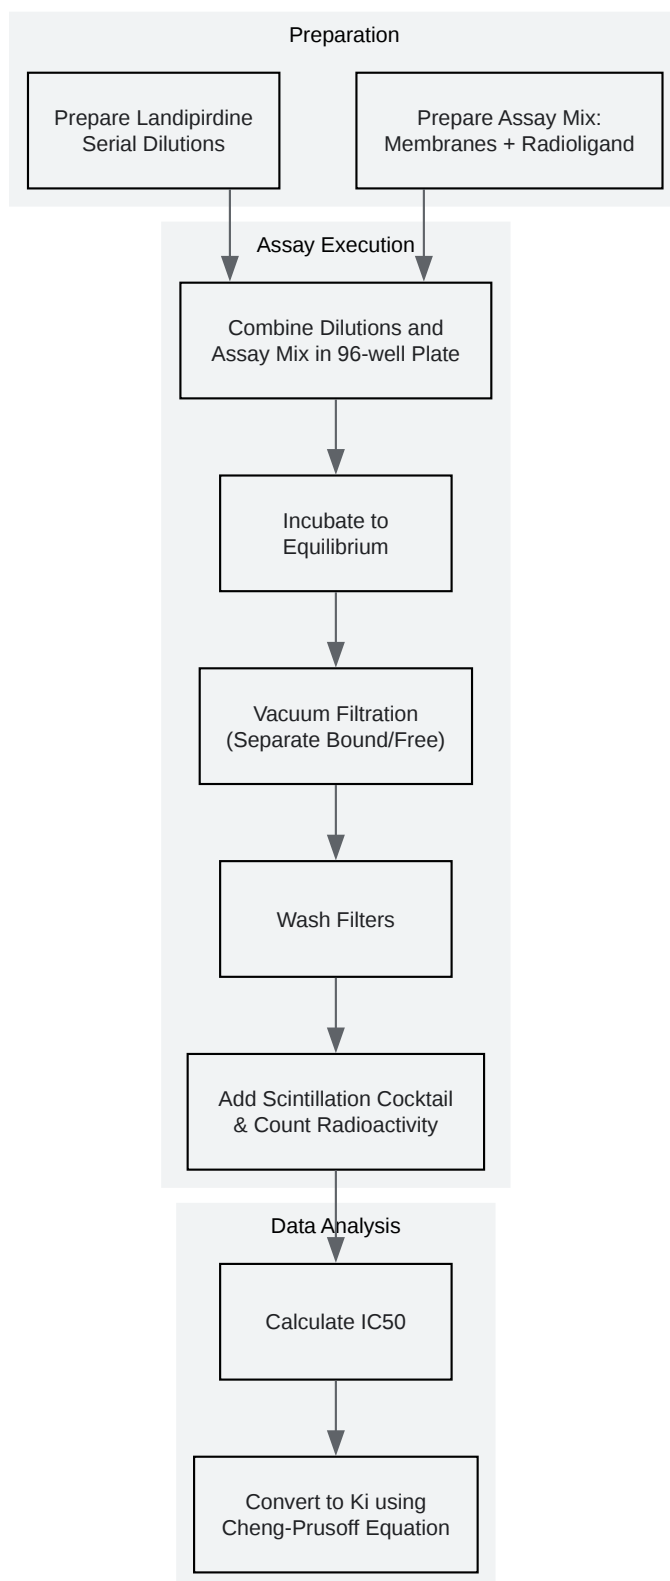 Preparation
Prepare Landipirdine
Serial Dilutions
Prepare Assay Mix:
Membranes + Radioligand
Assay Execution
Combine Dilutions and
Assay Mix in 96-well Plate
Incubate to
Equilibrium
Vacuum Filtration
(Separate Bound/Free)
Wash Filters
Add Scintillation Cocktail
& Count Radioactivity
Data Analysis
Calculate IC50
Convert to Ki using
Cheng-Prusoff Equation